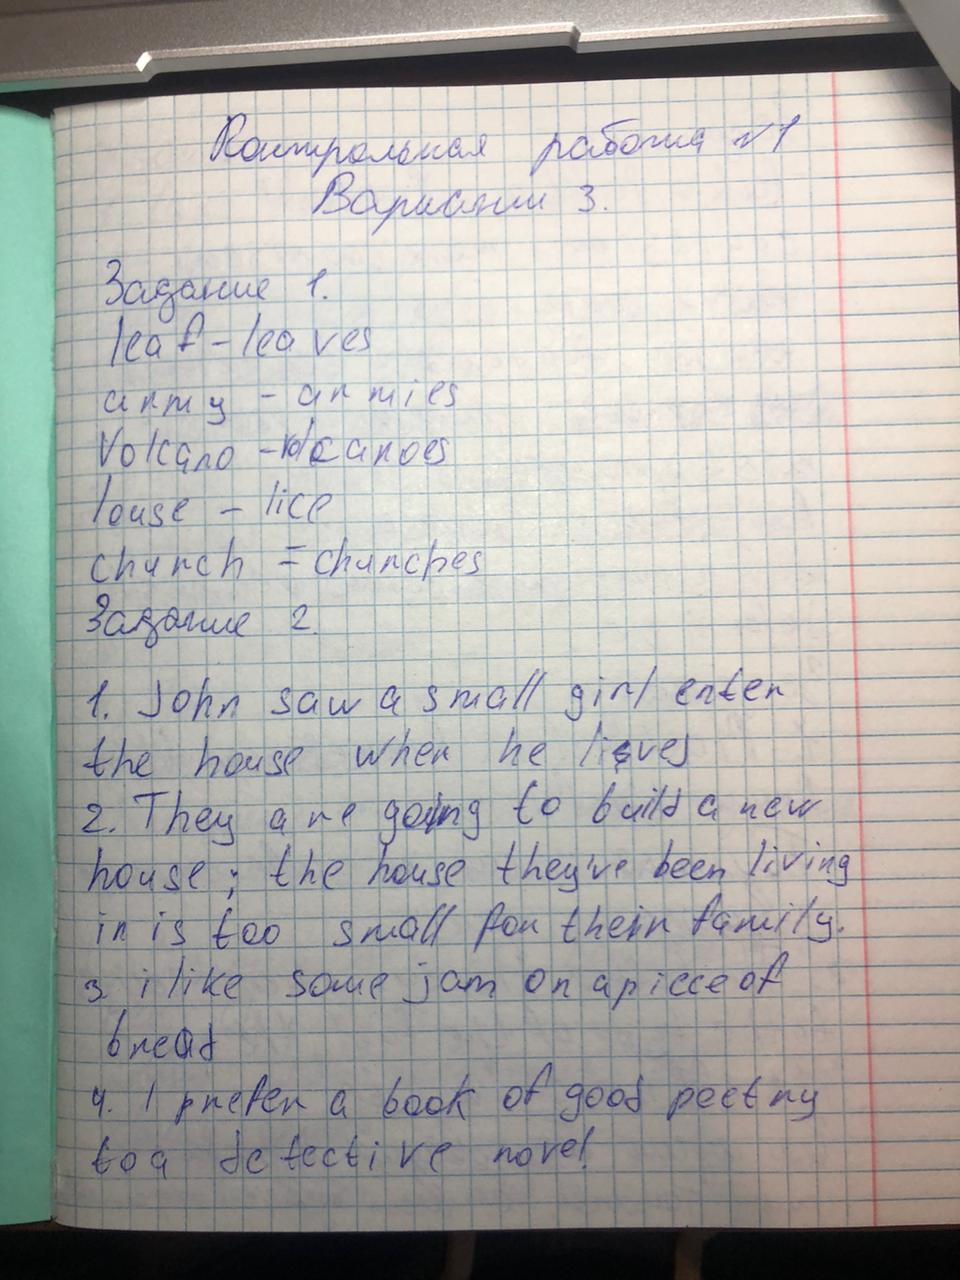 Контрольная работа №1
Вариант 3.
Задание 1.
leaf - leaves
army - armies
Volcano - volcanoes
louse - lice
church = churches
Задание 2.
1. John saw a small girl enter
the house when he lives
2. They are going to build a new
house; the house they've been living
in is too small for their family.
3. i like some jam on a piece of
bread
4. I prefer a book of good poetry
to a detective novel